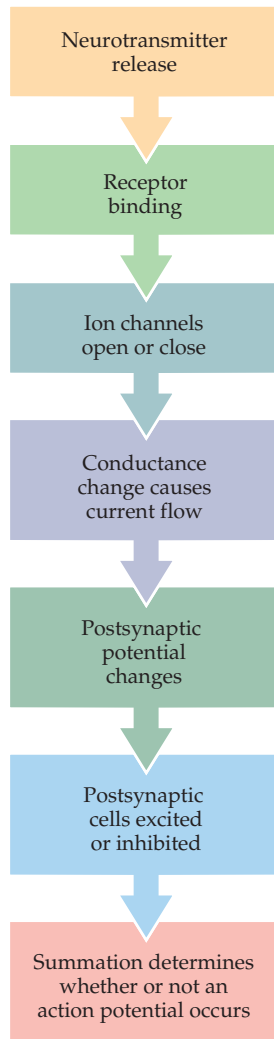 Neurotransmitter
release
Receptor
binding
Ion channels
open or close
Conductance
change causes
current flow
Postsynaptic
potential
changes
Postsynaptic
cells excited
or inhibited
Summation determines
whether or not an
action potential occurs